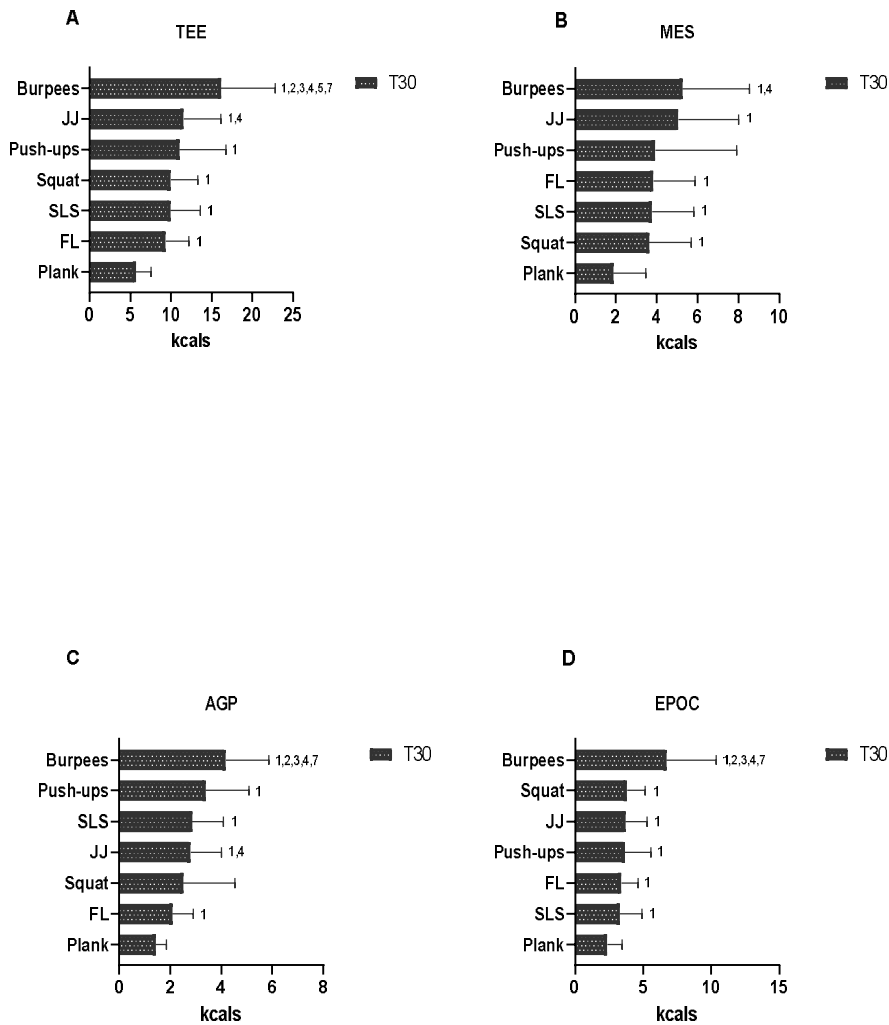 A
TEE
Burpees 1,2,3,4,5,7
JJ 1,4
Push-ups 1
Squat 1
SLS 1
FL 1
Plank
0 5 10 15 20 25
kcals
T30
B
MES
Burpees 1,4
JJ 1
Push-ups
FL 1
SLS 1
Squat 1
Plank
0 2 4 6 8 10
kcals
T30
C
AGP
Burpees 1,2,3,4,7
Push-ups 1
SLS 1
JJ 1,4
Squat
FL 1
Plank
0 2 4 6 8
kcals
T30
D
EPOC
Burpees 1,2,3,4,7
Squat 1
JJ 1
Push-ups 1
FL 1
SLS 1
Plank
0 5 10 15
kcals
T30